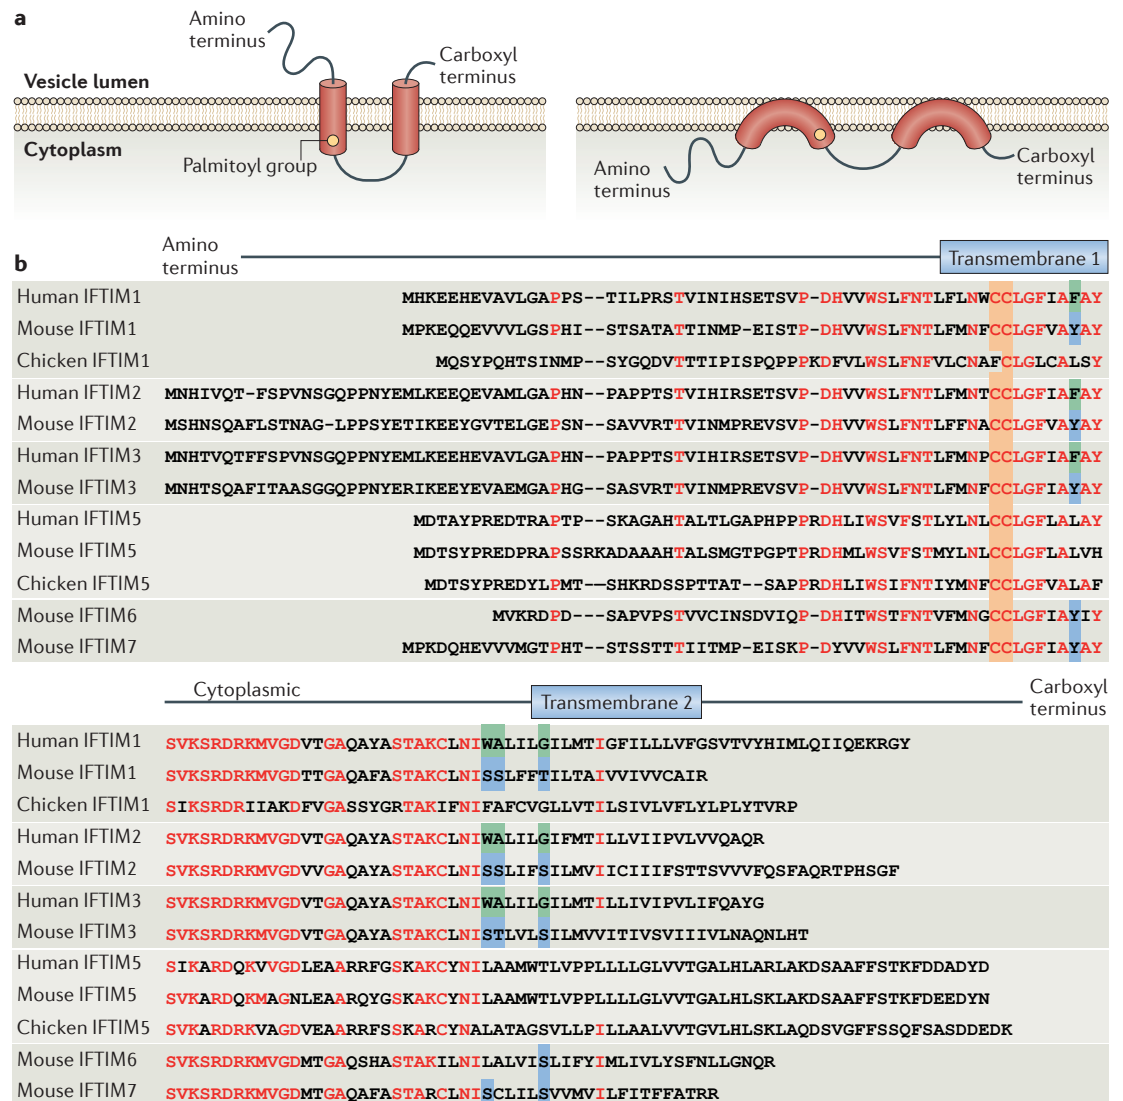 a
Amino
terminus
Carboxyl
terminus
Vesicle lumen
Cytoplasm
Palmitoyl group
Amino
terminus
Carboxyl
terminus
b
Amino
terminus
Transmembrane 1
Human IFTIM1 MHKEEHEVAVLGAPPS--TILPRSTVINIHSETSVP-DHVVWSLFNTLFLNWCCLGFIAFAY
Mouse IFTIM1 MPKEQQEVVVLGSPHI--STSATATTINMP-EISTP-DHVVWSLFNTLFMNFCCLGFVAYAY
Chicken IFTIM1 MQSYPQHTSINMP--SYGQDVTTTIPISPQPPPKDFVLWSLFNFVLCNAFCLGLCALSY
Human IFTIM2 MNHIVQT-FSPVNSGQPPNYEMLKEEQEVAMLGAPHN--PAPPTSTVIHIRSETSVP-DHVVWSLFNTLFMNTCCLGFIAFAY
Mouse IFTIM2 MSHNSQAFLSTNAG-LPPSYETIKEEYGVTELGEPSN--SAVVRTTVINMPREVSVP-DHVVWSLFNTLFFNACCLGFVAYAY
Human IFTIM3 MNHTVQTFFSPVNSGQPPNYEMLKEEHEVAVLGAPHN--PAPPTSTVIHIRSETSVP-DHVVWSLFNTLFMNPCCLGFIAFAY
Mouse IFTIM3 MNHTSQAFITAASGGQPPNYERIKEEYEVAEMGAPHG--SASVRTTVINMPREVSVP-DHVVWSLFNTLFMNFCCLGFIAYAY
Human IFTIM5 MDTAYPREDTRAPTP--SKAGAHTALTLGAPHPPPRDHLIWSVFSTLYLNLCCLGFLALAY
Mouse IFTIM5 MDTSYPREDPRAPSSRKADAAAHTALSMGTPGPTPRDHMLWSVFSTMYLNLCCLGFLALVH
Chicken IFTIM5 MDTSYPREDYLPMT--SHKRDSSPTTAT--SAPPRDHLIWSIFNTIYMNFCCLGFVALAF
Mouse IFTIM6 MVKRDPD---SAPVPSTVVCINSDVIQP-DHITWSTFNTVFMNGCCLGFIAYIY
Mouse IFTIM7 MPKDQHEVVVMGTPHT--STSSTTTIITMP-EISKP-DYVVWSLFNTLFMNFCCLGFIAYAY
Cytoplasmic
Transmembrane 2
Carboxyl
terminus
Human IFTIM1 SVKSRDRKMVGDVTGAQAYASTAKCLNIWALILGILMTIGFILLLVFGSVTVYHIMLQIIQEKRGY
Mouse IFTIM1 SVKSRDRKMVGDTTGAQAFASTAKCLNISSLFFTILTAIVVIVVCAIR
Chicken IFTIM1 SIKSRDRIIAKDFVGASSYGRTAKIFNIFAFCVGLLVTILSIVLVFLYLPLYTVRP
Human IFTIM2 SVKSRDRKMVGDVTGAQAYASTAKCLNIWALILGIFMTILLVIIPVLVVQAQR
Mouse IFTIM2 SVKSRDRKMVGDVVGAQAYASTAKCLNISSLIFSILMVIICIIIFSTTSVVVFQSFAQRTPHSGF
Human IFTIM3 SVKSRDRKMVGDVTGAQAYASTAKCLNIWALILGILMTILLIVIPVLIFQAYG
Mouse IFTIM3 SVKSRDRKMVGDVTGAQAYASTAKCLNISTLVLSILMVVITIVSVIIIVLNAQNLHT
Human IFTIM5 SIKARDQKVVGDLEAARRFGSKAKCYNILAAMWTLVPPLLLLGLVVTGALHLARLAKDSAAFFSTKFDDADYD
Mouse IFTIM5 SVKARDQKMAGNLEAARQYGSKAKCYNILAAMWTLVPPLLLLGLVVTGALHLSKLAKDSAAFFSTKFDEEDYN
Chicken IFTIM5 SVKARDRKVAGDVEAARRFSSKARCYNALATAGSVLLPILLAALVVTGVLHLSKLAQDSVGFFSSQFSASDDEDK
Mouse IFTIM6 SVKSRDRKMVGDMTGAQSHASTAKILNILALVISLIFYIMLIVLYSFNLLGNQR
Mouse IFTIM7 SVKSRDRKMVGDMTGAQAFASTARCLNISCLILSVVMVILFITFFATRR